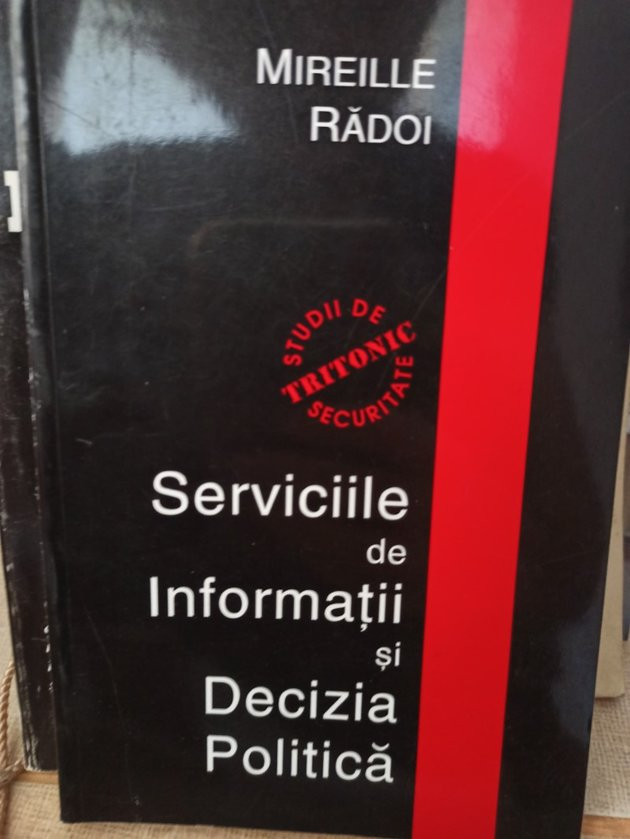 MIREILLE
RĂDOI
STUDII DE
TRITONIC
SECURITATE
Serviciile
de
Informații
și
Decizia
Politică